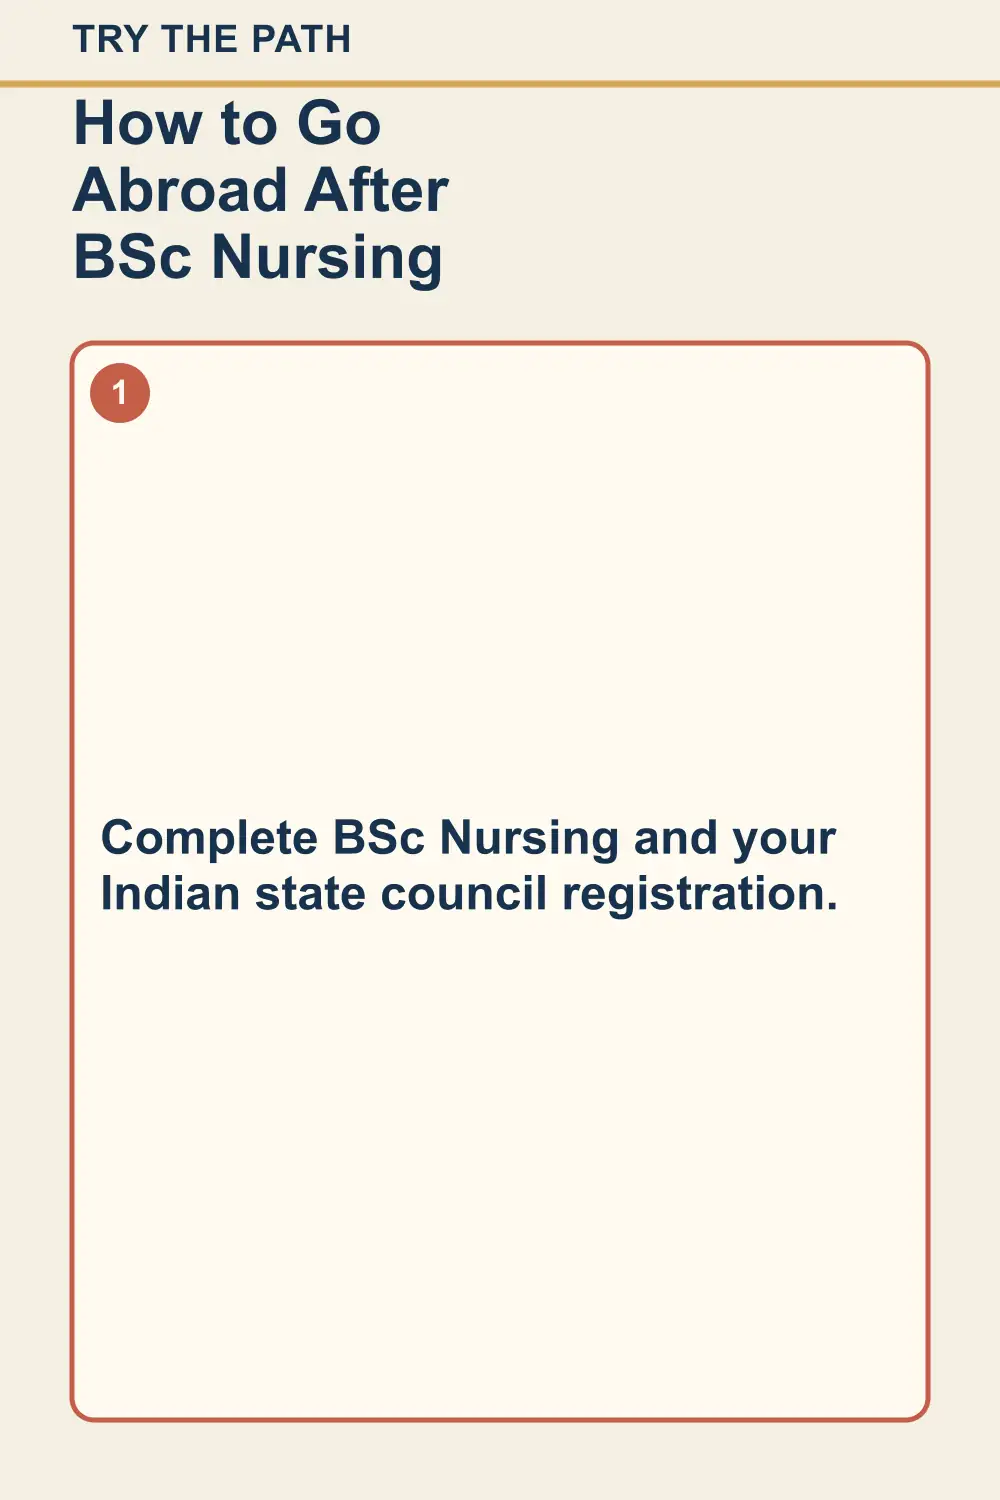 TRY THE PATH
How to Go
Abroad After
BSc Nursing
1
Complete BSc Nursing and your
Indian state council registration.